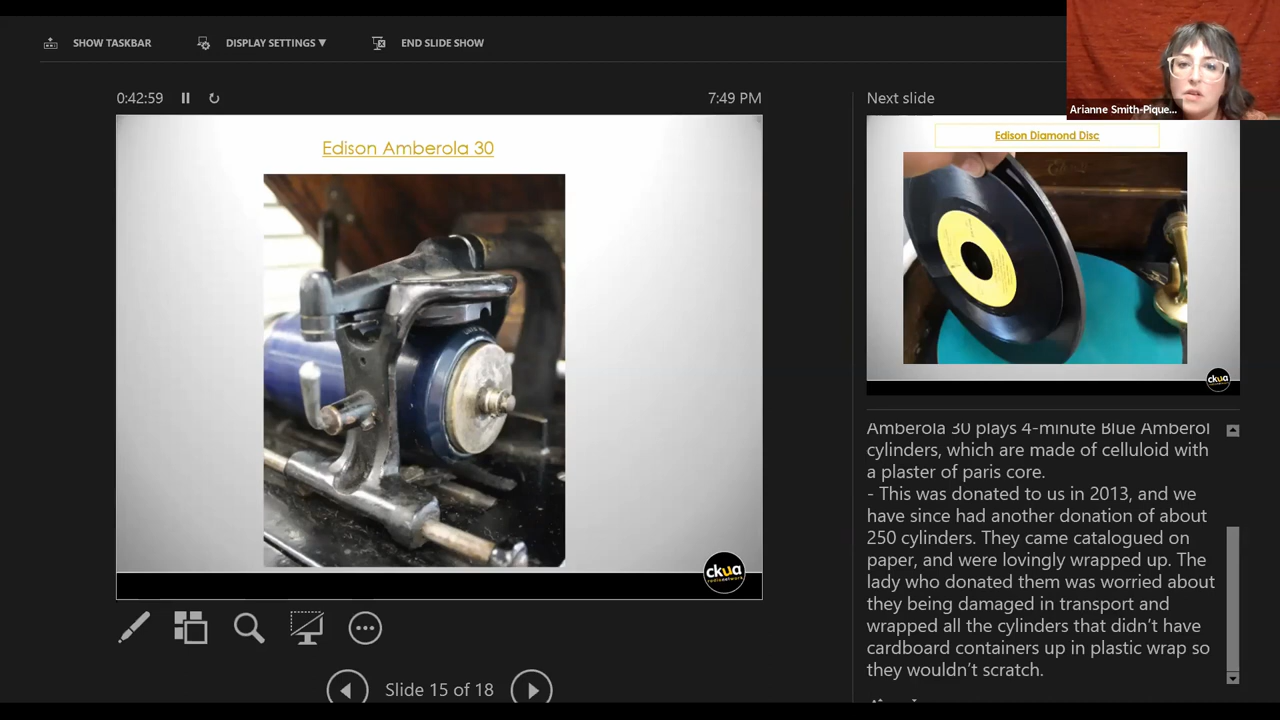 SHOW TASKBAR
DISPLAY SETTINGS ▼
END SLIDE SHOW
Arianne Smith-Pique...
0:42:59
7:49 PM
Next slide
Edison Amberola 30
ckua
radio network
Edison Diamond Disc
ckua
Amberola 30 plays 4-minute Blue Amberol
cylinders, which are made of celluloid with
a plaster of paris core.
- This was donated to us in 2013, and we
have since had another donation of about
250 cylinders. They came catalogued on
paper, and were lovingly wrapped up. The
lady who donated them was worried about
they being damaged in transport and
wrapped all the cylinders that didn't have
cardboard containers up in plastic wrap so
they wouldn't scratch.
Slide 15 of 18